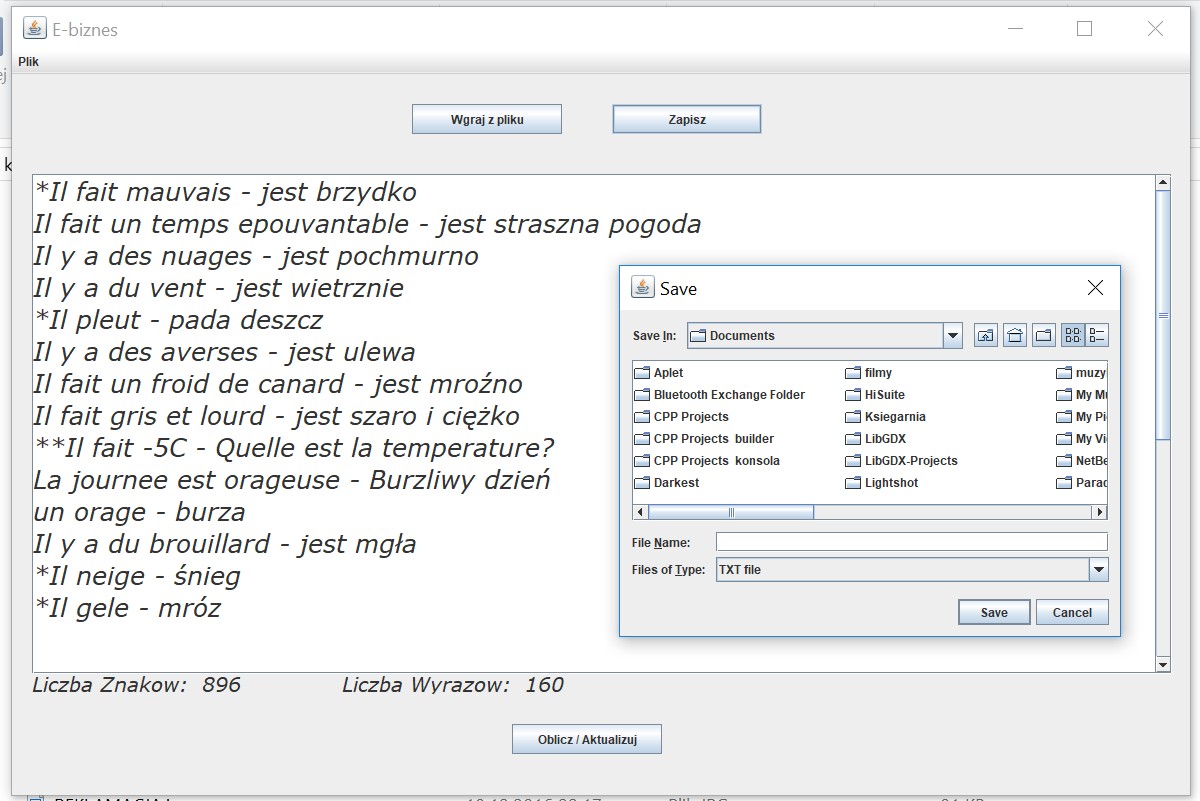 E-biznes
Plik
Wgraj z pliku
Zapisz
*Il fait mauvais - jest brzydko
Il fait un temps epouvantable - jest straszna pogoda
Il y a des nuages - jest pochmurno
Il y a du vent - jest wietrznie
*Il pleut - pada deszcz
Il y a des averses - jest ulewa
Il fait un froid de canard - jest mroźno
Il fait gris et lourd - jest szaro i ciężko
**Il fait -5C - Quelle est la temperature?
La journee est orageuse - Burzliwy dzień
un orage - burza
Il y a du brouillard - jest mgła
*Il neige - śnieg
*Il gele - mróz
Save
Save In:
Documents
Aplet
Bluetooth Exchange Folder
CPP Projects
CPP Projects builder
CPP Projects konsola
Darkest
filmy
HiSuite
Ksiegarnia
LibGDX
LibGDX-Projects
Lightshot
muzy
My
My
My
File Name:
Files of Type:
TXT file
Save
Cancel
Liczba Znakow: 896
Liczba Wyrazow: 160
Oblicz / Aktualizuj